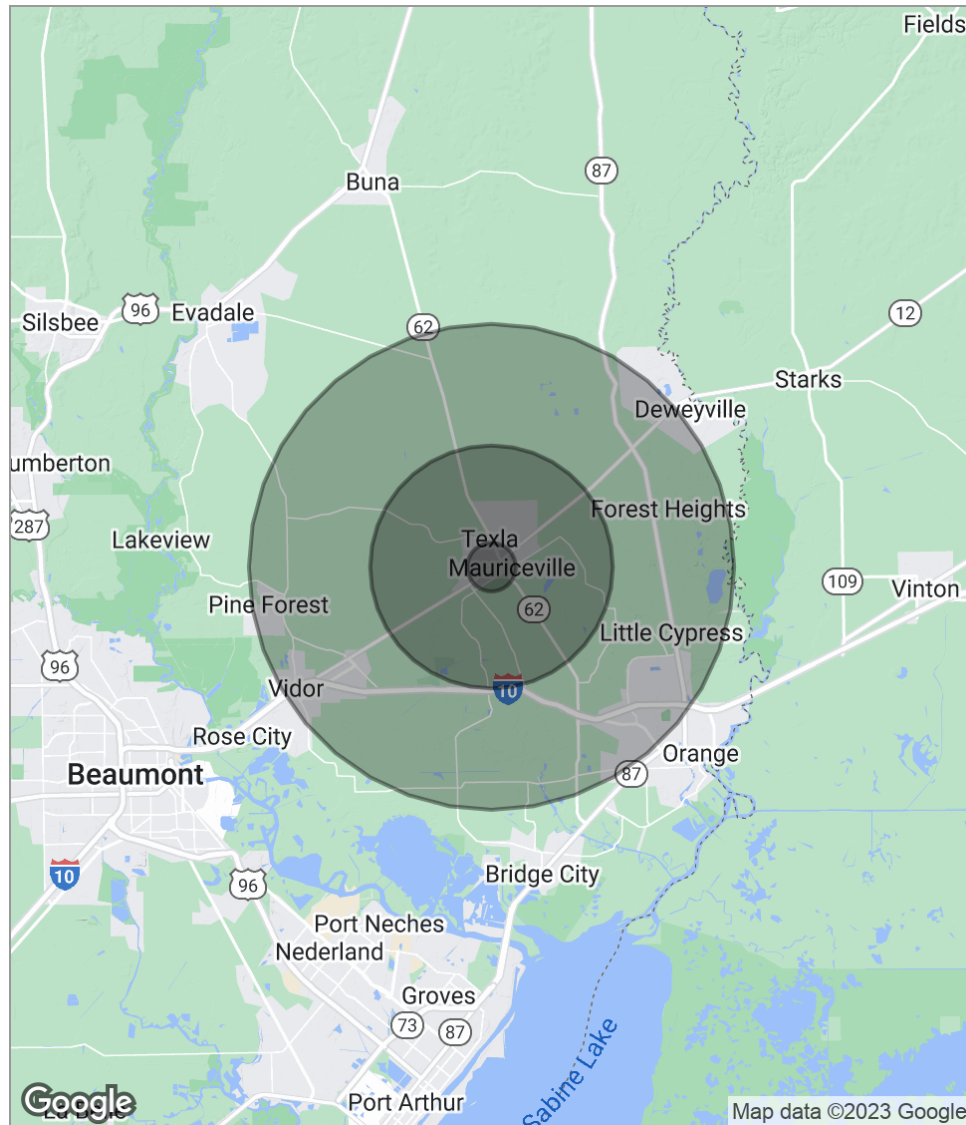 Fields
87
Buna
96
Evadale
Silsbee
62
12
Starks
Deweyville
umberton
287
Forest Heights
Texla
Lakeview
Mauriceville
109
Vinton
Pine Forest
62
Little Cypress
96
Vidor
10
Rose City
Orange
Beaumont
87
10
96
Bridge City
Port Neches
Nederland
Groves
73
87
Sabine Lake
Port Arthur
Google
Map data ©2023 Google